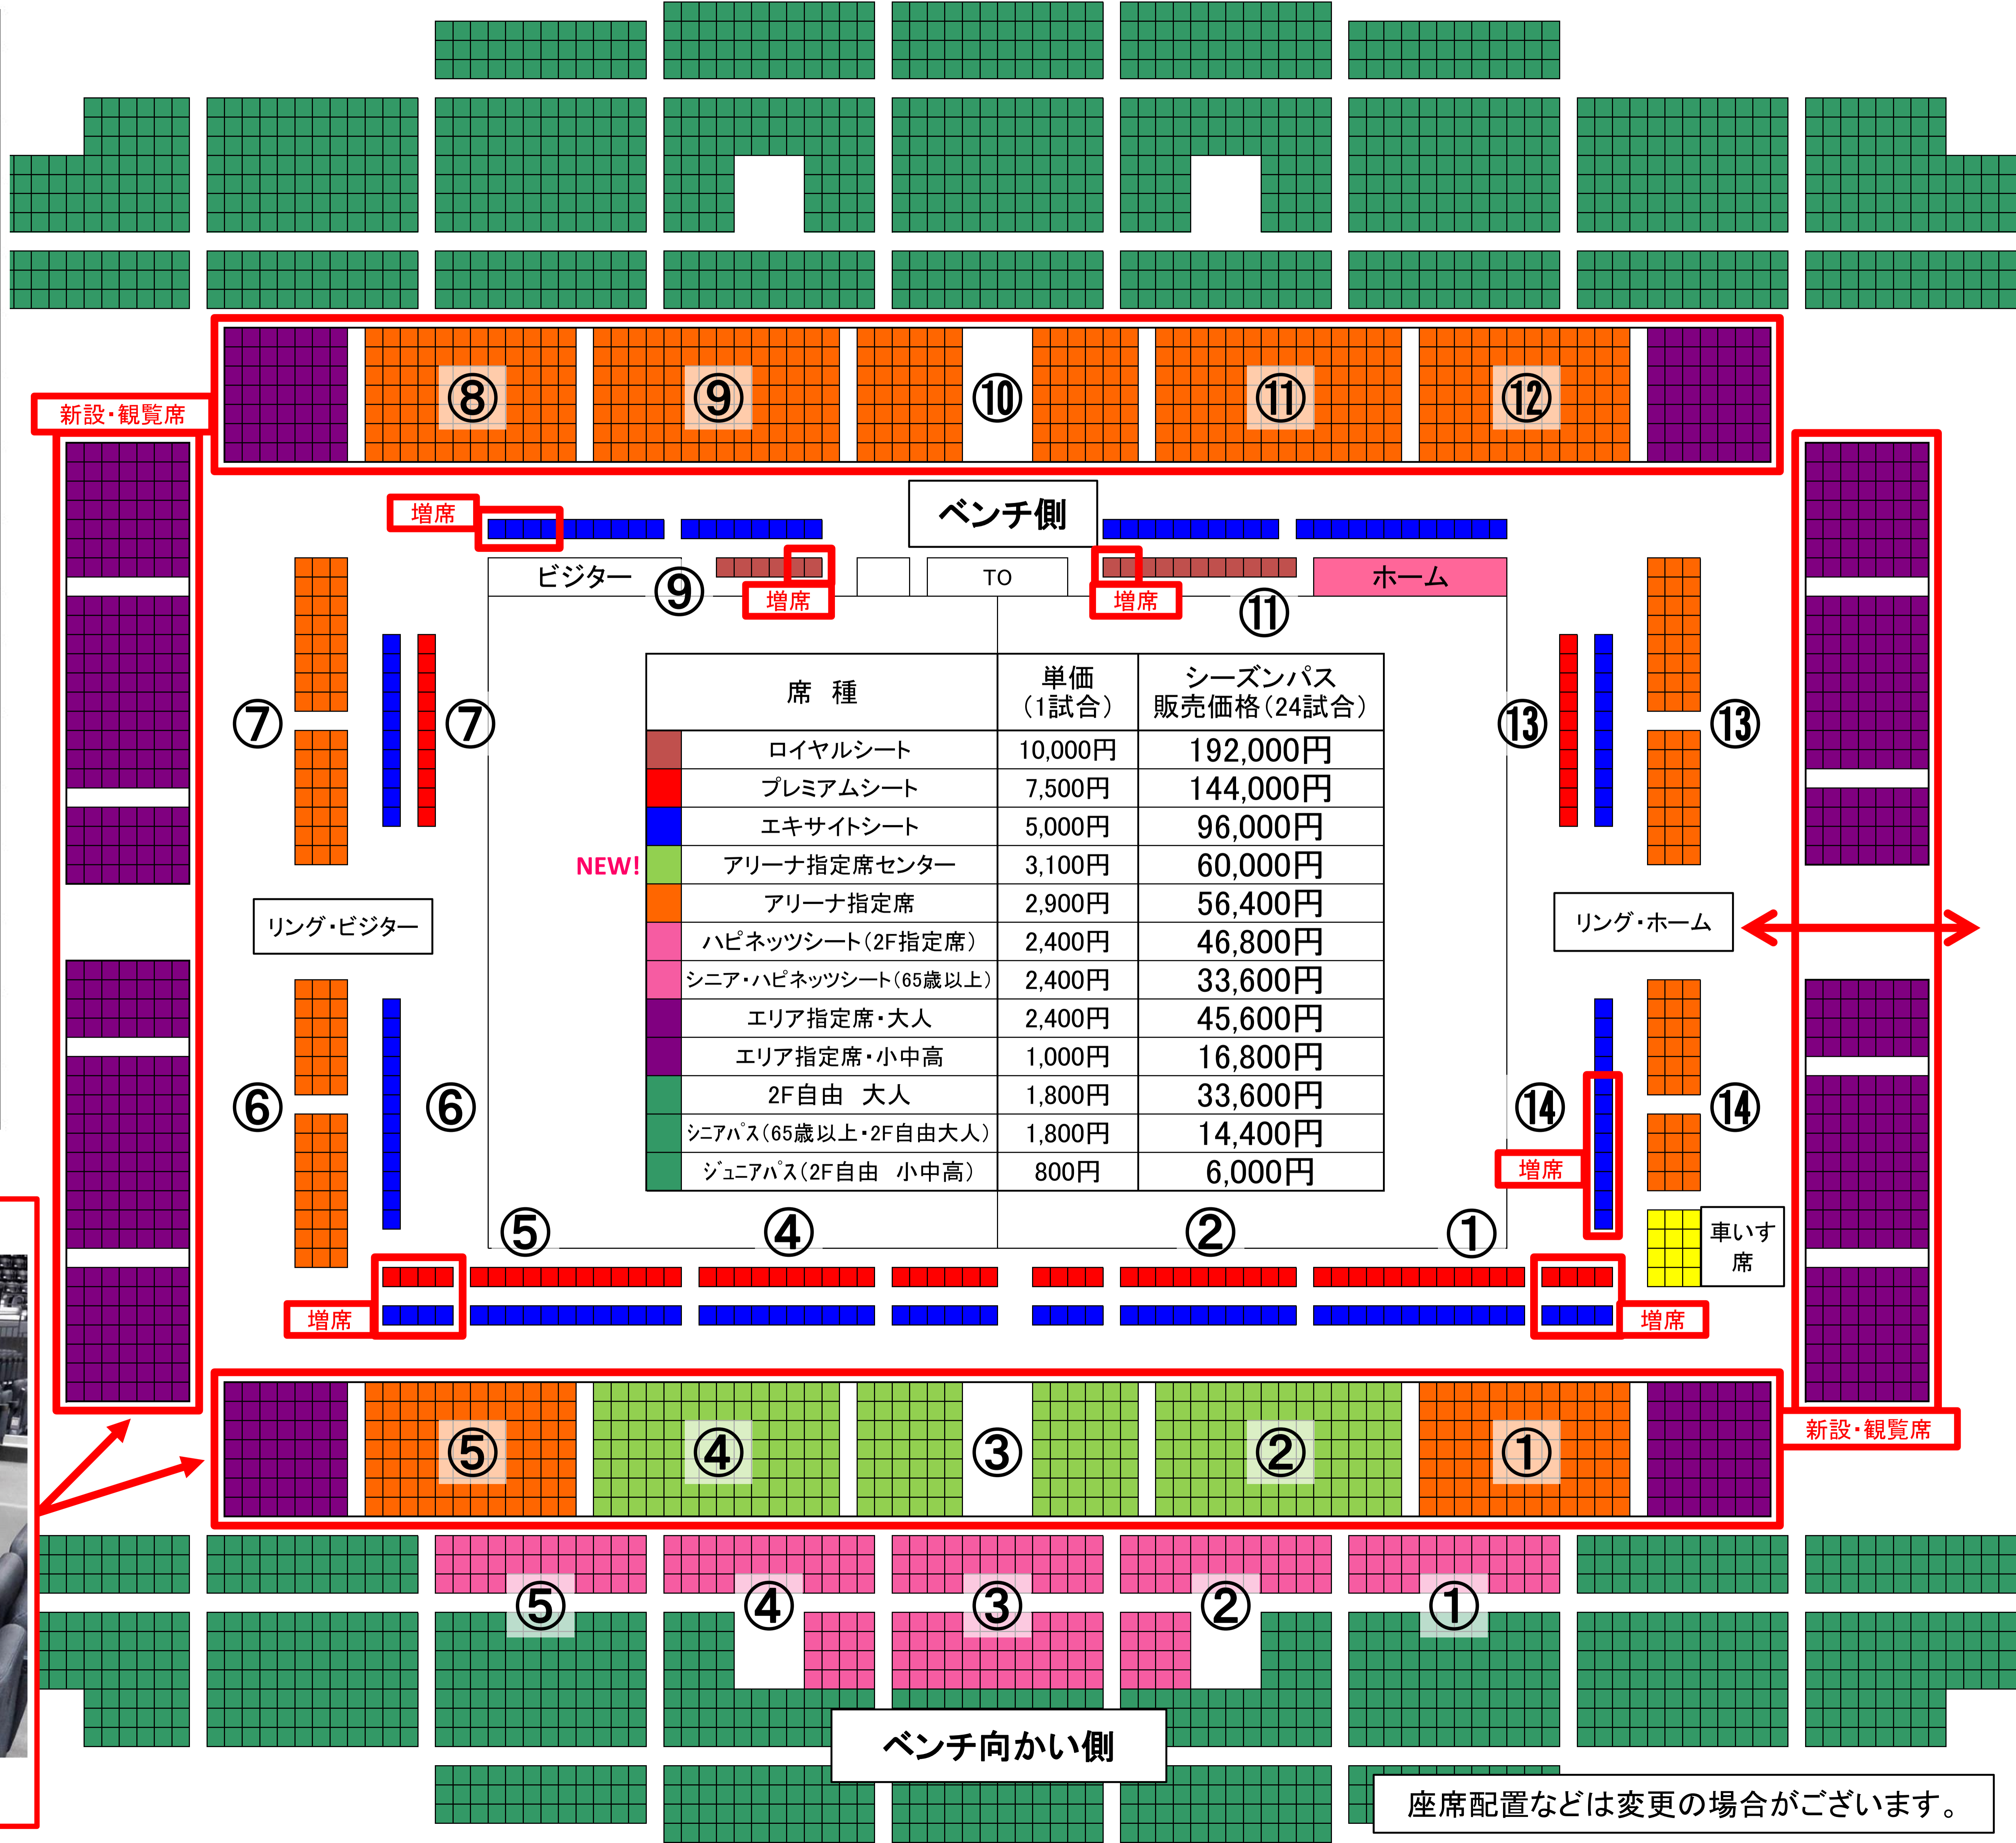 ⑧
⑨
⑩
⑪
⑫
新設・観覧席
増席
ベンチ側
ビジター
⑨
増席
TO
増席
⑪
ホーム
席　種
単価
(1試合)
シーズンパス
販売価格(24試合)
ロイヤルシート 10,000円 192,000円
プレミアムシート 7,500円 144,000円
エキサイトシート 5,000円 96,000円
NEW! アリーナ指定席センター 3,100円 60,000円
アリーナ指定席 2,900円 56,400円
ハピネッツシート(2F指定席) 2,400円 46,800円
シニア・ハピネッツシート(65歳以上) 2,400円 33,600円
エリア指定席・大人 2,400円 45,600円
エリア指定席・小中高 1,000円 16,800円
2F自由　大人 1,800円 33,600円
ｼﾆｱﾊﾟｽ(65歳以上・2F自由大人) 1,800円 14,400円
ｼﾞｭﾆｱﾊﾟｽ(2F自由　小中高) 800円 6,000円
⑦
⑦
⑬
⑬
リング・ビジター
リング・ホーム
⑥
⑥
⑭
⑭
増席
車いす
席
⑤
④
②
①
増席
増席
⑤
④
③
②
①
新設・観覧席
⑤
④
③
②
①
ベンチ向かい側
座席配置などは変更の場合がございます。